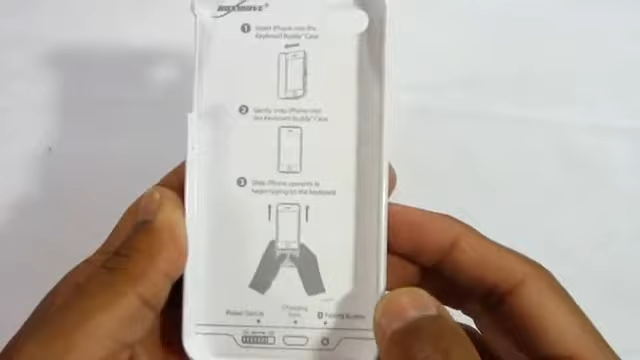 BOXWAVE®
1 Insert iPhone into the
Keyboard Buddy Case
2 Gently snap iPhone into
the Keyboard Buddy Case
3 Slide iPhone upwards to
begin typing on the keyboard
Power Switch
Charging
Port
Pairing Button